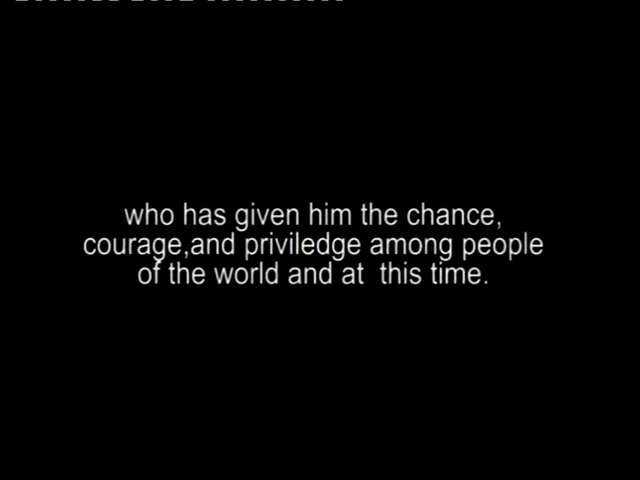 who has given him the chance,
courage,and priviledge among people
of the world and at  this time.